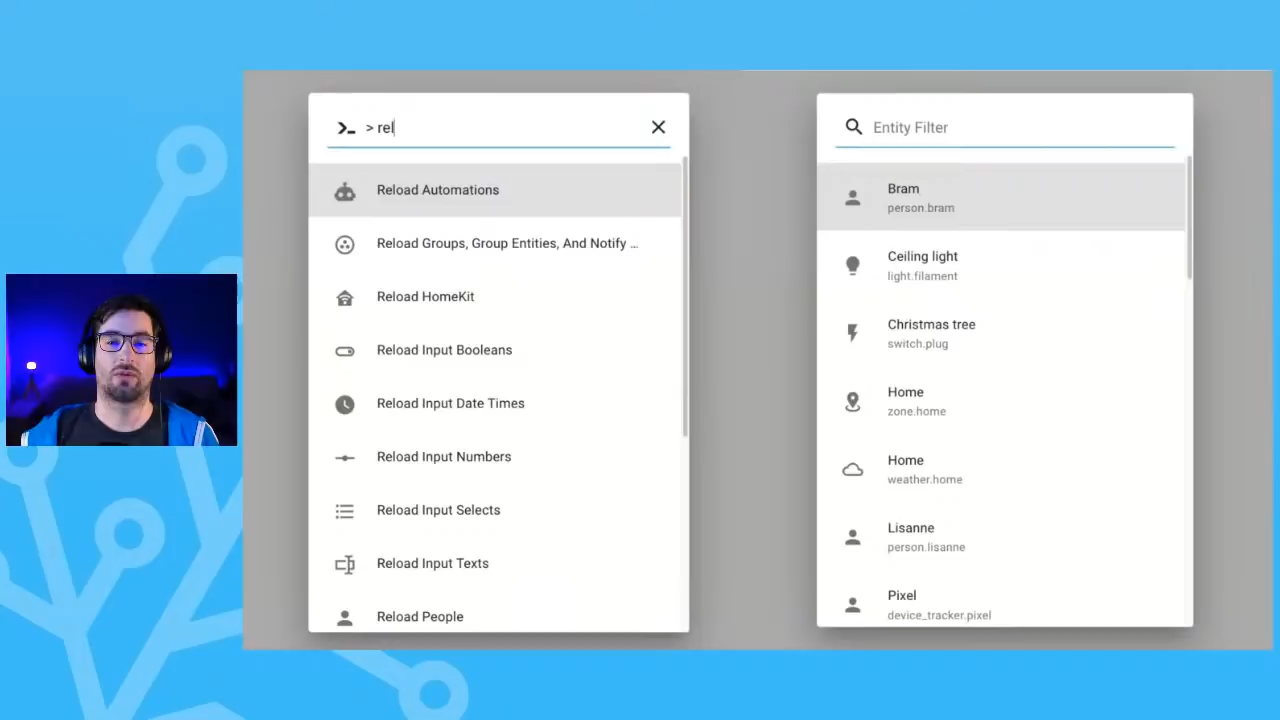 > rel
Reload Automations
Reload Groups, Group Entities, And Notify ...
Reload HomeKit
Reload Input Booleans
Reload Input Date Times
Reload Input Numbers
Reload Input Selects
Reload Input Texts
Reload People
Entity Filter
Bram
person.bram
Ceiling light
light.filament
Christmas tree
switch.plug
Home
zone.home
Home
weather.home
Lisanne
person.lisanne
Pixel
device_tracker.pixel